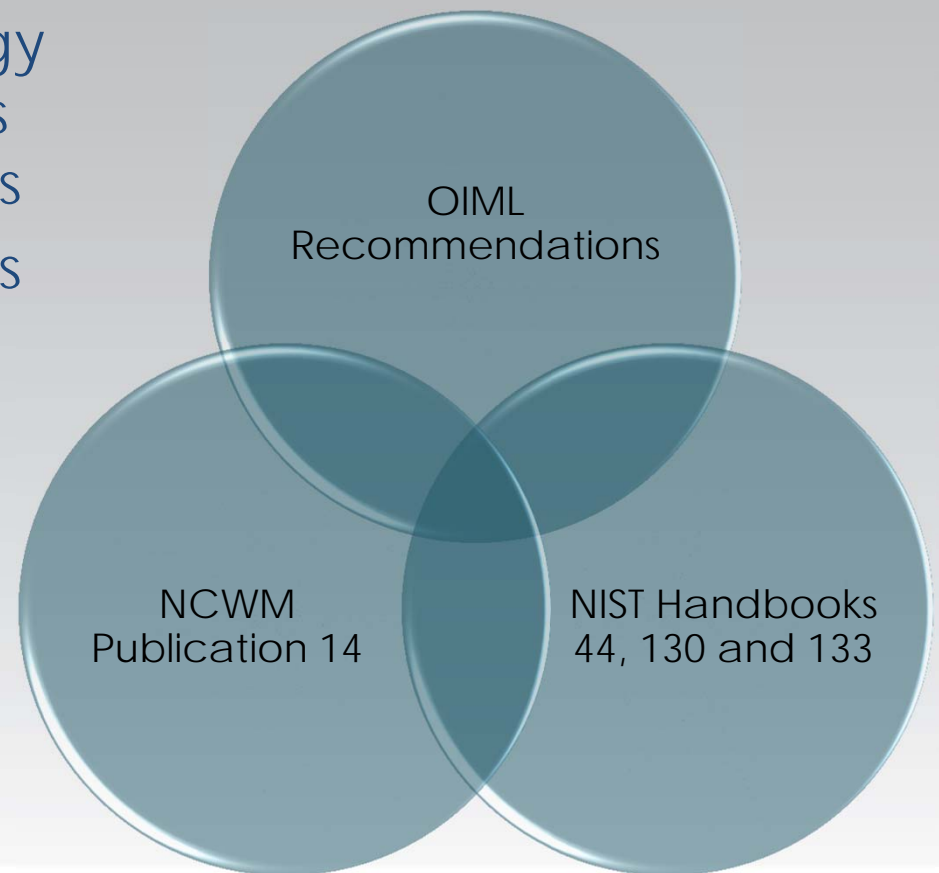 OIML
Recommendations
NCWM
Publication 14
NIST Handbooks
44, 130 and 133